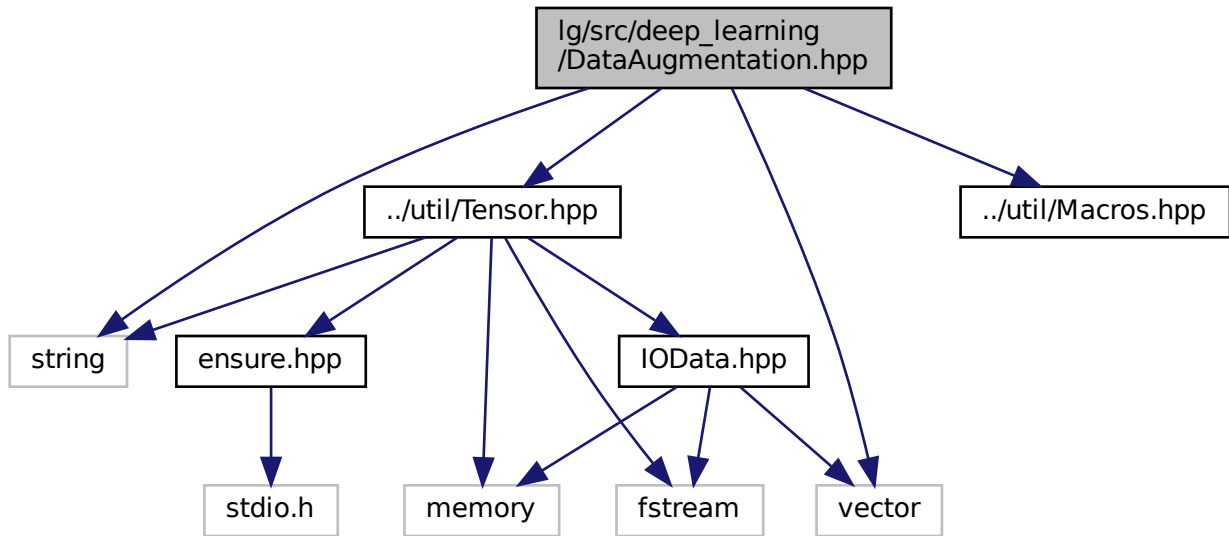 lg/src/deep_learning
/DataAugmentation.hpp
../util/Tensor.hpp
../util/Macros.hpp
string
ensure.hpp
IOData.hpp
stdio.h
memory
fstream
vector